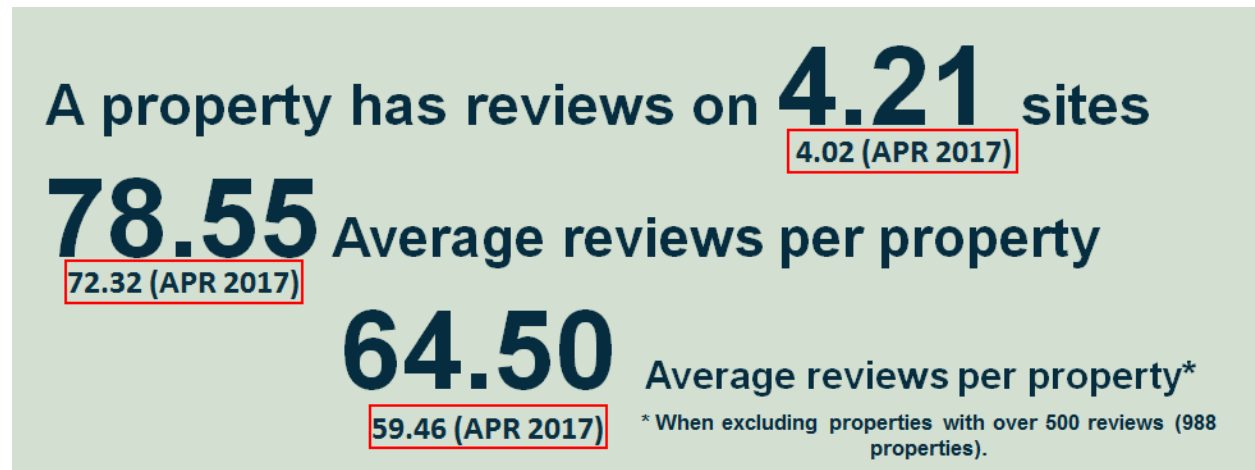 A property has reviews on 4.21 sites
4.02 (APR 2017)
78.55 Average reviews per property
72.32 (APR 2017)
64.50 Average reviews per property*
59.46 (APR 2017)
* When excluding properties with over 500 reviews (988
properties).